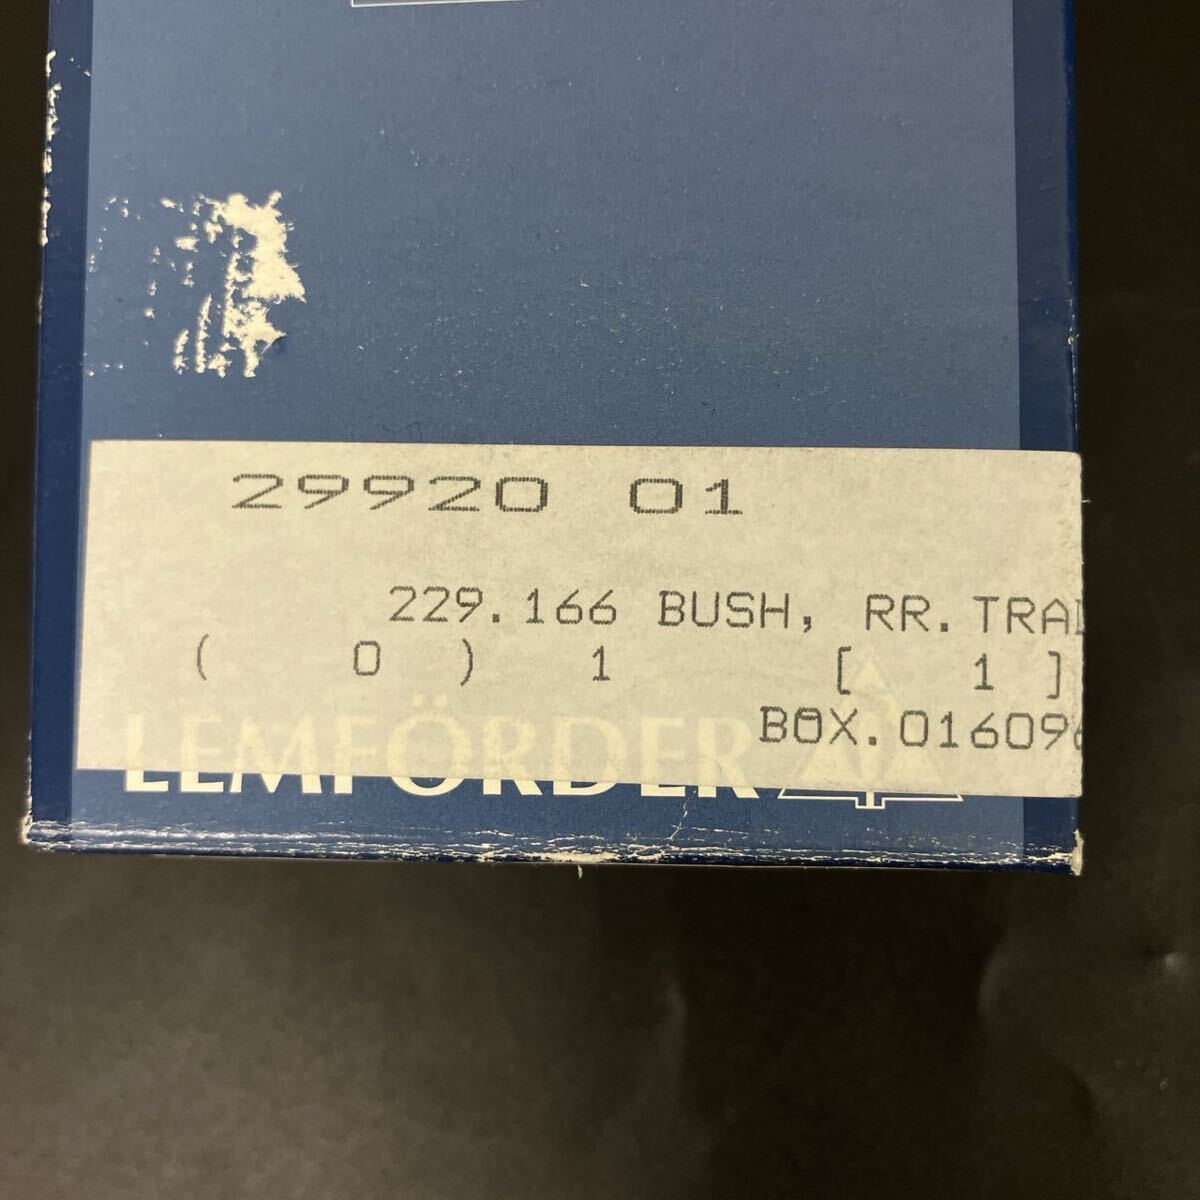 29920 01
229.166 BUSH, RR. TRA
( 0 ) 1 [ 1 ]
BOX.01609
LEMFÖRDER